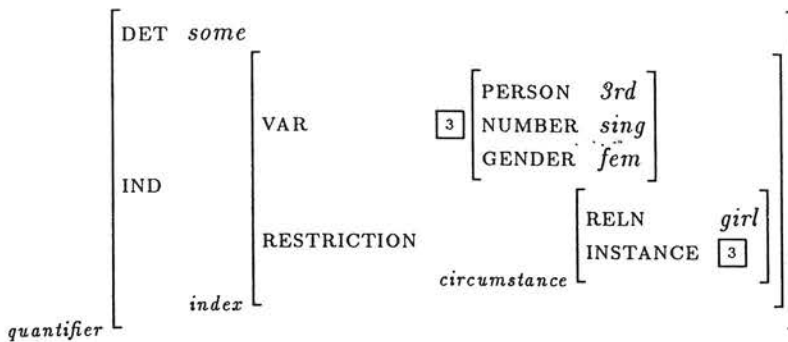 DET some
PERSON 3rd
VAR 3 NUMBER sing
GENDER fem
IND
RELN girl
RESTRICTION
INSTANCE 3
circumstance
index
quantifier